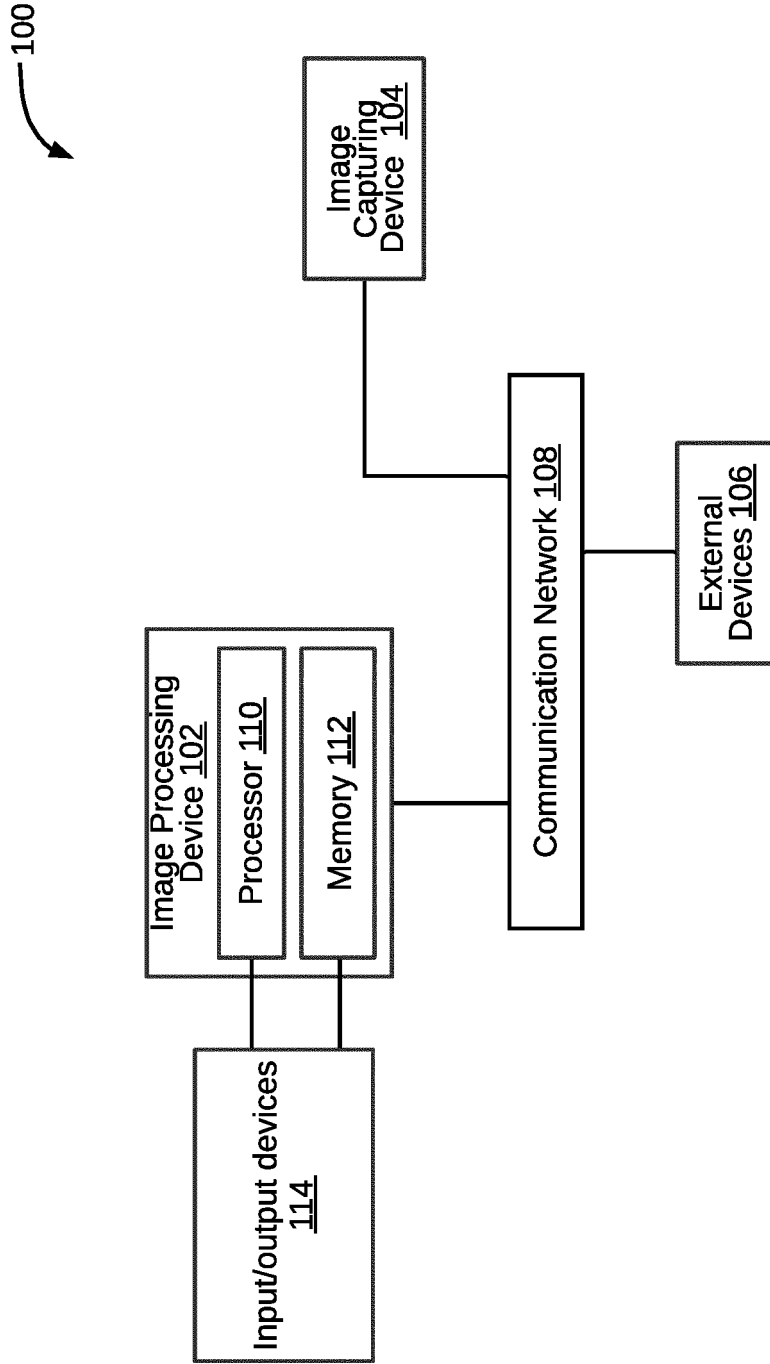 100
Input/output devices
114
Image Processing
Device 102
Processor 110
Memory 112
Image
Capturing
Device 104
Communication Network 108
External
Devices 106